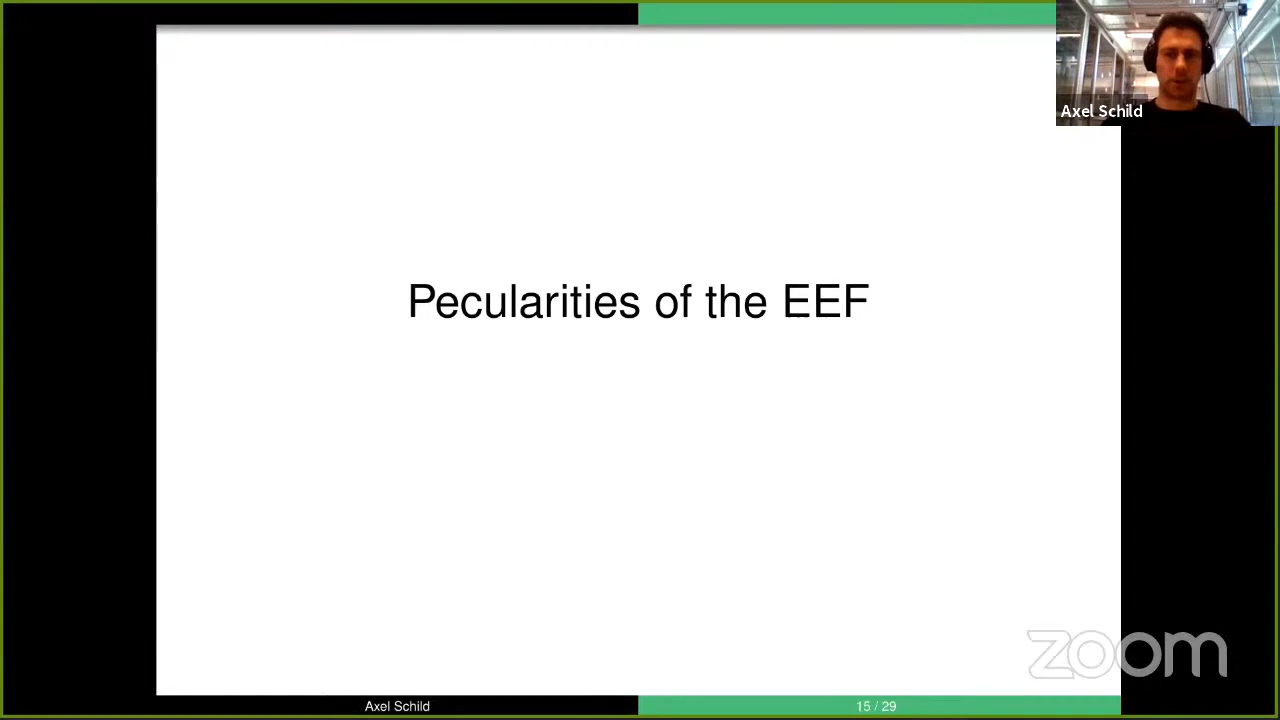 Axel Schild
Pecularities of the EEF
zoom
Axel Schild
15 / 29